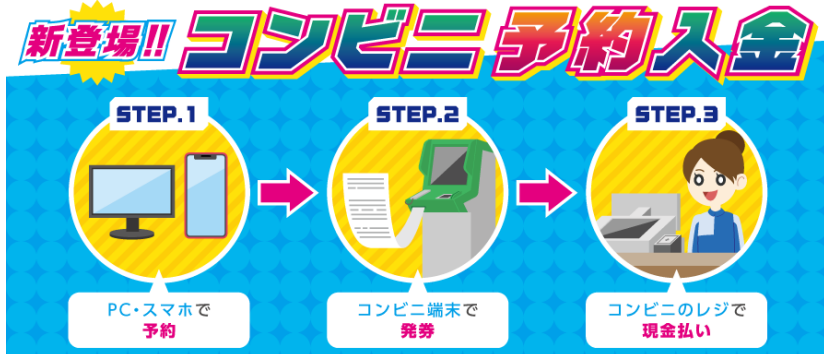 新登場!! コンビニ予約入金
STEP.1
STEP.2
STEP.3
PC・スマホで
予約
コンビニ端末で
発券
コンビニのレジで
現金払い